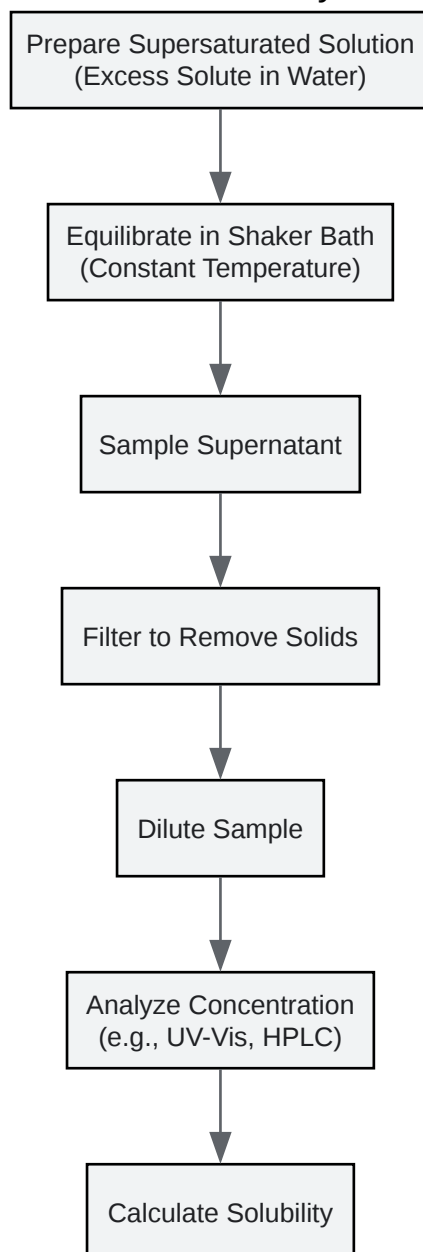 Prepare Supersaturated Solution
(Excess Solute in Water)
Equilibrate in Shaker Bath
(Constant Temperature)
Sample Supernatant
Filter to Remove Solids
Dilute Sample
Analyze Concentration
(e.g., UV-Vis, HPLC)
Calculate Solubility